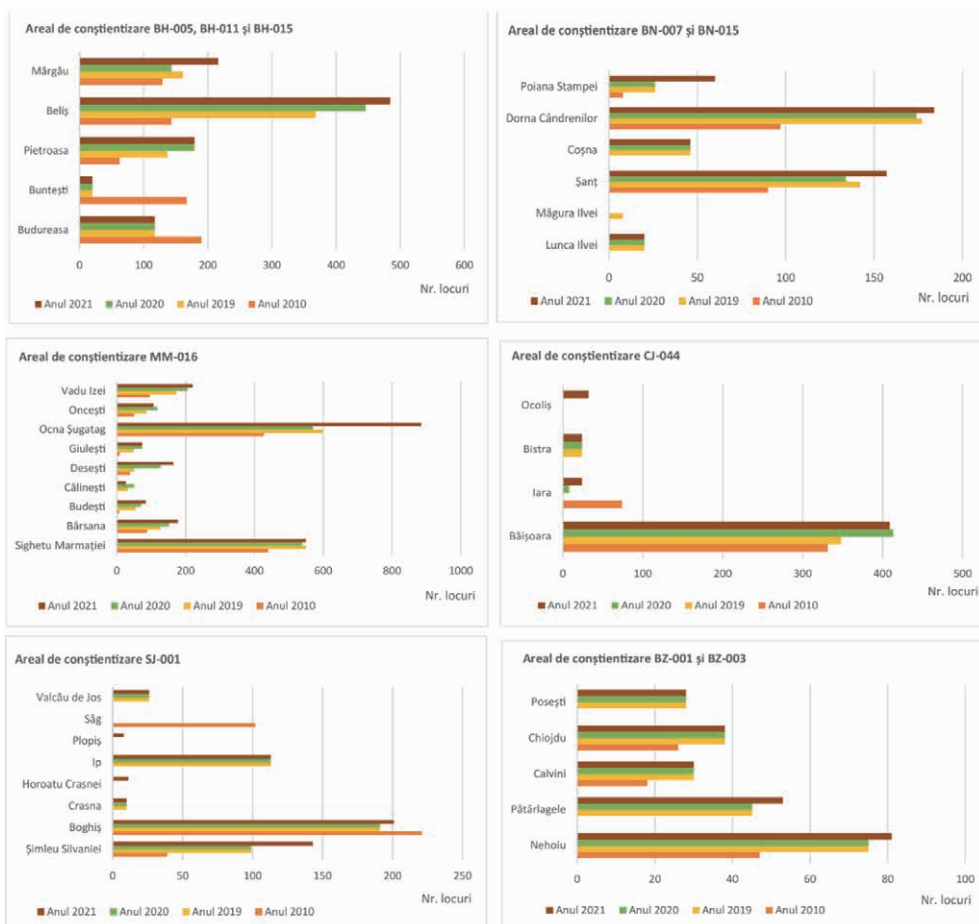 Areal de conștientizare BH-005, BH-011 și BH-015
Mărgău
Beliș
Pietroasa
Buntești
Budureasa
0 100 200 300 400 500 600
Nr. locuri
Anul 2021 Anul 2020 Anul 2019 Anul 2010
Areal de conștientizare BN-007 și BN-015
Poiana Stampei
Dorna Cândrenilor
Coșna
Șanț
Măgura Ilvei
Lunca Ilvei
0 50 100 150 200
Nr. locuri
Anul 2021 Anul 2020 Anul 2019 Anul 2010
Areal de conștientizare MM-016
Vadu Izei
Oncești
Ocna Șugatag
Giulești
Desești
Călinești
Budești
Bârsana
Sighetu Marmației
0 200 400 600 800 1000
Nr. locuri
Anul 2021 Anul 2020 Anul 2019 Anul 2010
Areal de conștientizare CJ-044
Ocoliș
Bistra
Iara
Băișoara
0 100 200 300 400 500
Nr. locuri
Anul 2021 Anul 2020 Anul 2019 Anul 2010
Areal de conștientizare SJ-001
Valcău de Jos
Sâg
Plopiș
Ip
Horoatu Crasnei
Crasna
Boghiș
Șimleu Silvaniei
0 50 100 150 200 250
Nr. locuri
Anul 2021 Anul 2020 Anul 2019 Anul 2010
Areal de conștientizare BZ-001 și BZ-003
Posești
Chiojdu
Calvini
Pătârlagele
Nehoiu
0 20 40 60 80 100
Nr. locuri
Anul 2021 Anul 2020 Anul 2019 Anul 2010